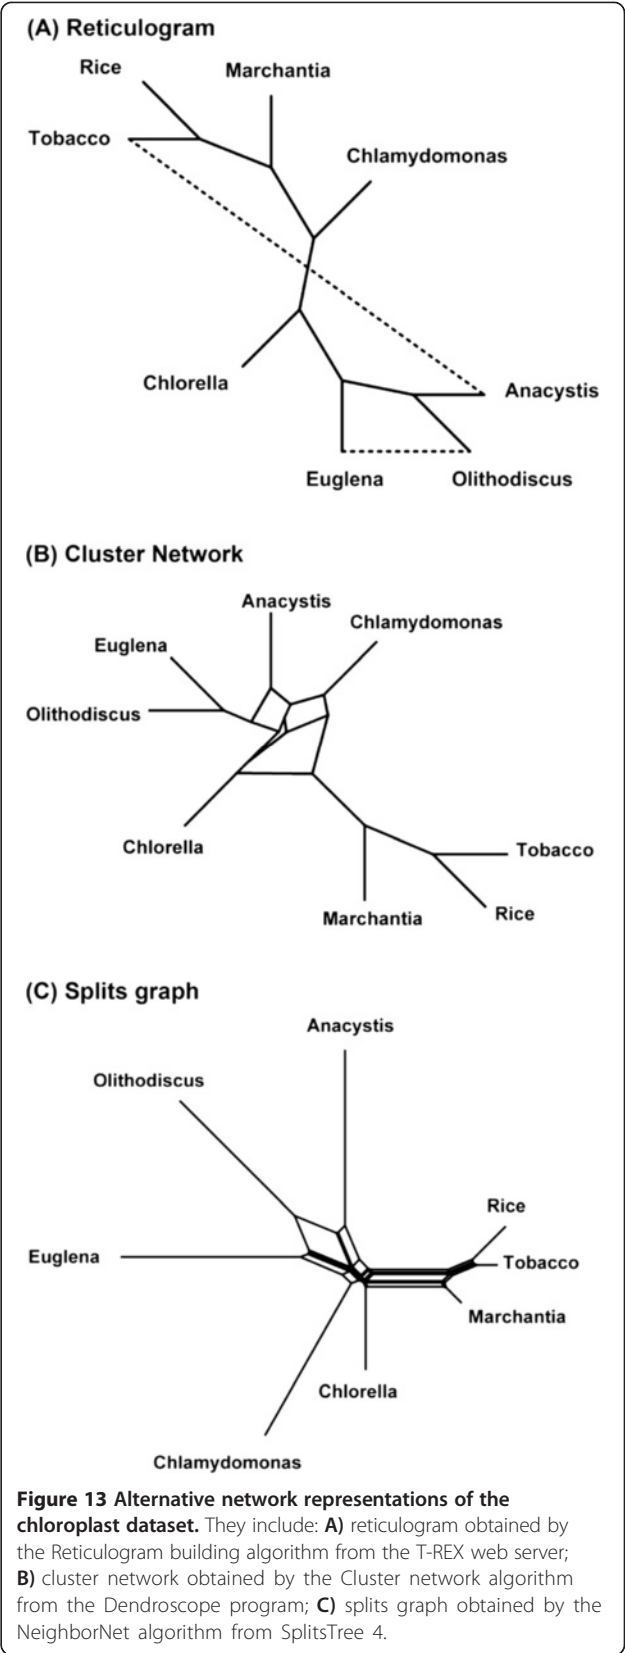 (A) Reticulogram
Rice
Marchantia
Tobacco
Chlamydomonas
Chlorella
Anacystis
Euglena
Olithodiscus
(B) Cluster Network
Anacystis
Chlamydomonas
Euglena
Olithodiscus
Chlorella
Tobacco
Rice
Marchantia
(C) Splits graph
Anacystis
Olithodiscus
Rice
Euglena
Tobacco
Marchantia
Chlorella
Chlamydomonas
Figure 13 Alternative network representations of the
chloroplast dataset. They include: A) reticulogram obtained by
the Reticulogram building algorithm from the T-REX web server;
B) cluster network obtained by the Cluster network algorithm
from the Dendroscope program; C) splits graph obtained by the
NeighborNet algorithm from SplitsTree 4.